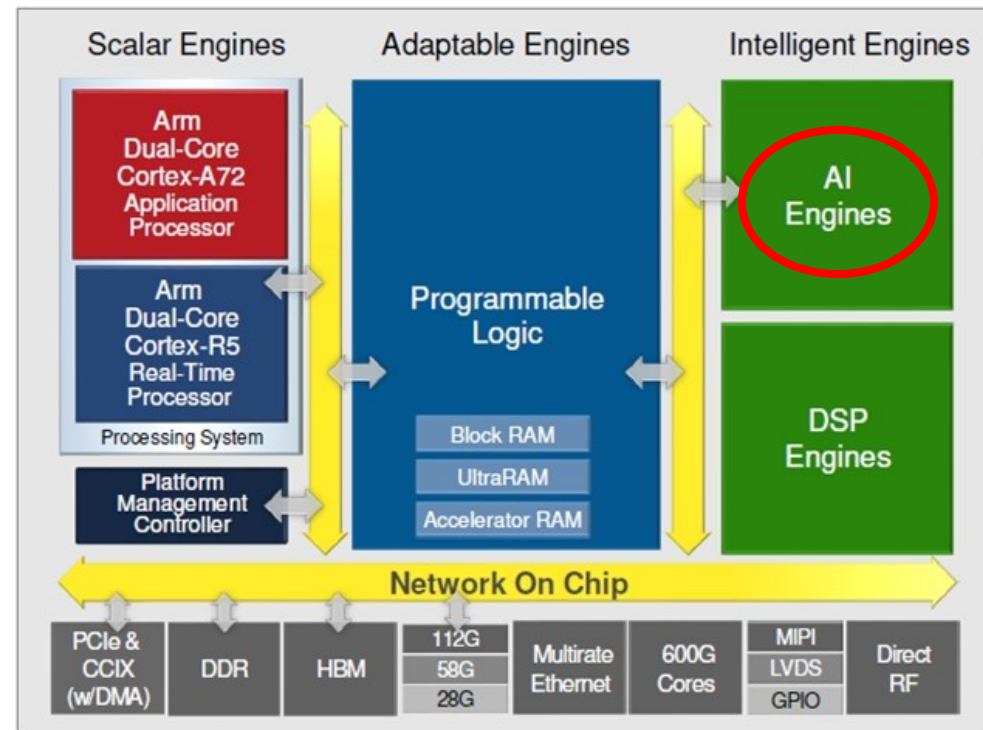 Scalar Engines
Adaptable Engines
Intelligent Engines
Arm
Dual-Core
Cortex-A72
Application
Processor
Arm
Dual-Core
Cortex-R5
Real-Time
Processor
Processing System
Platform
Management
Controller
Programmable
Logic
Block RAM
UltraRAM
Accelerator RAM
AI
Engines
DSP
Engines
Network On Chip
PCIe &
CCIX
(w/DMA)
DDR
HBM
112G
58G
28G
Multirate
Ethernet
600G
Cores
MIPI
LVDS
GPIO
Direct
RF